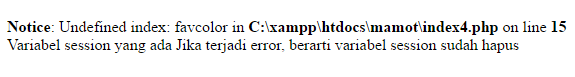 Notice: Undefined index: favcolor in C:\xampp\htdocs\mamot\index4.php on line 15
Variabel session yang ada Jika terjadi error, berarti variabel session sudah hapus